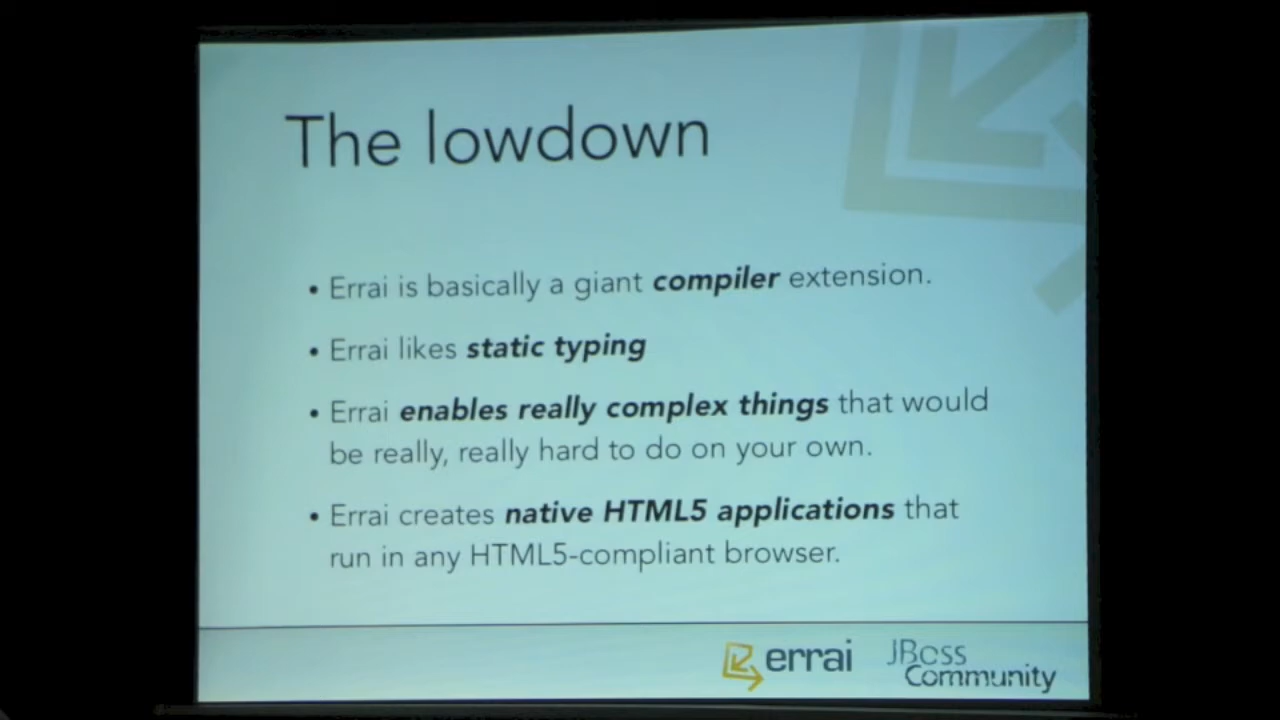 The lowdown
• Errai is basically a giant compiler extension.
• Errai likes static typing
• Errai enables really complex things that would
be really, really hard to do on your own.
• Errai creates native HTML5 applications that
run in any HTML5-compliant browser.
errai JBoss
Community